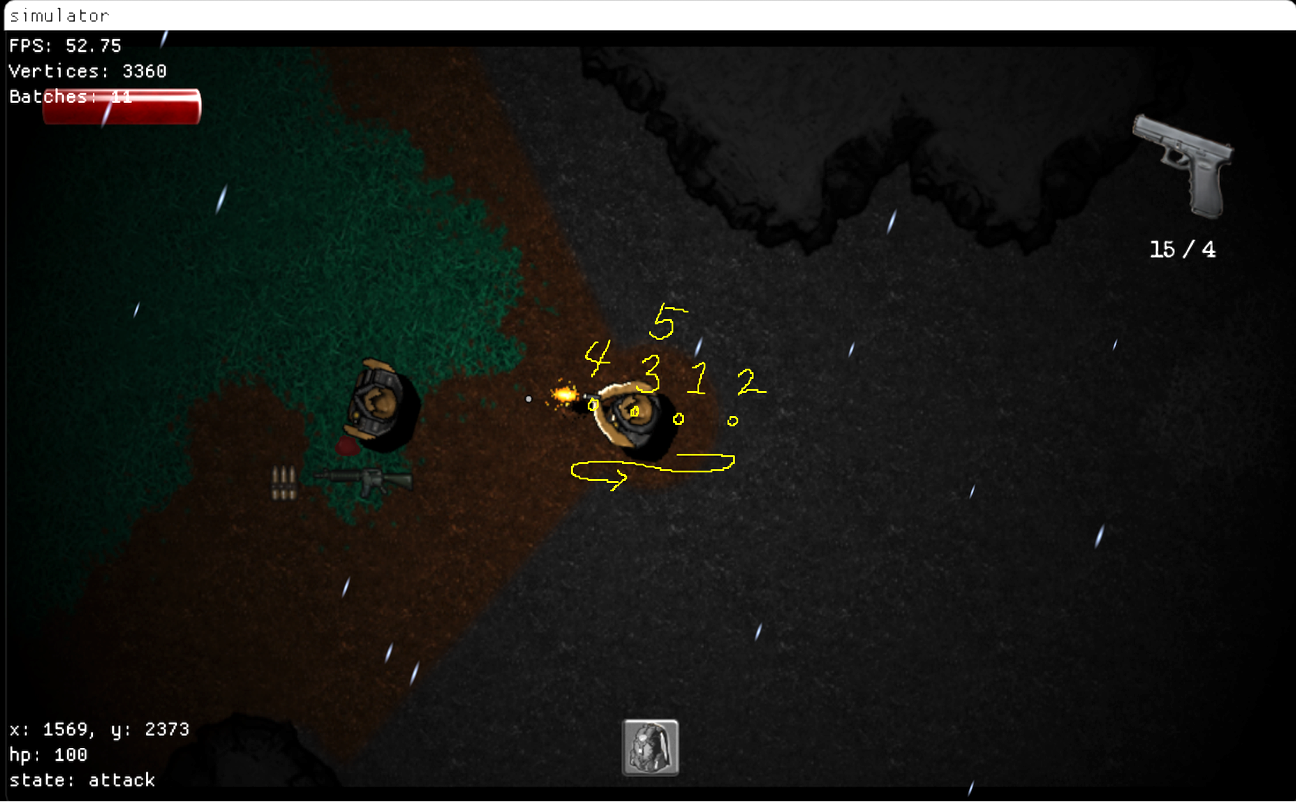 simulator
FPS: 52.75
Vertices: 3360
Batches: 11
15 / 4
5
4 3 1 2
x: 1569, y: 2373
hp: 100
state: attack